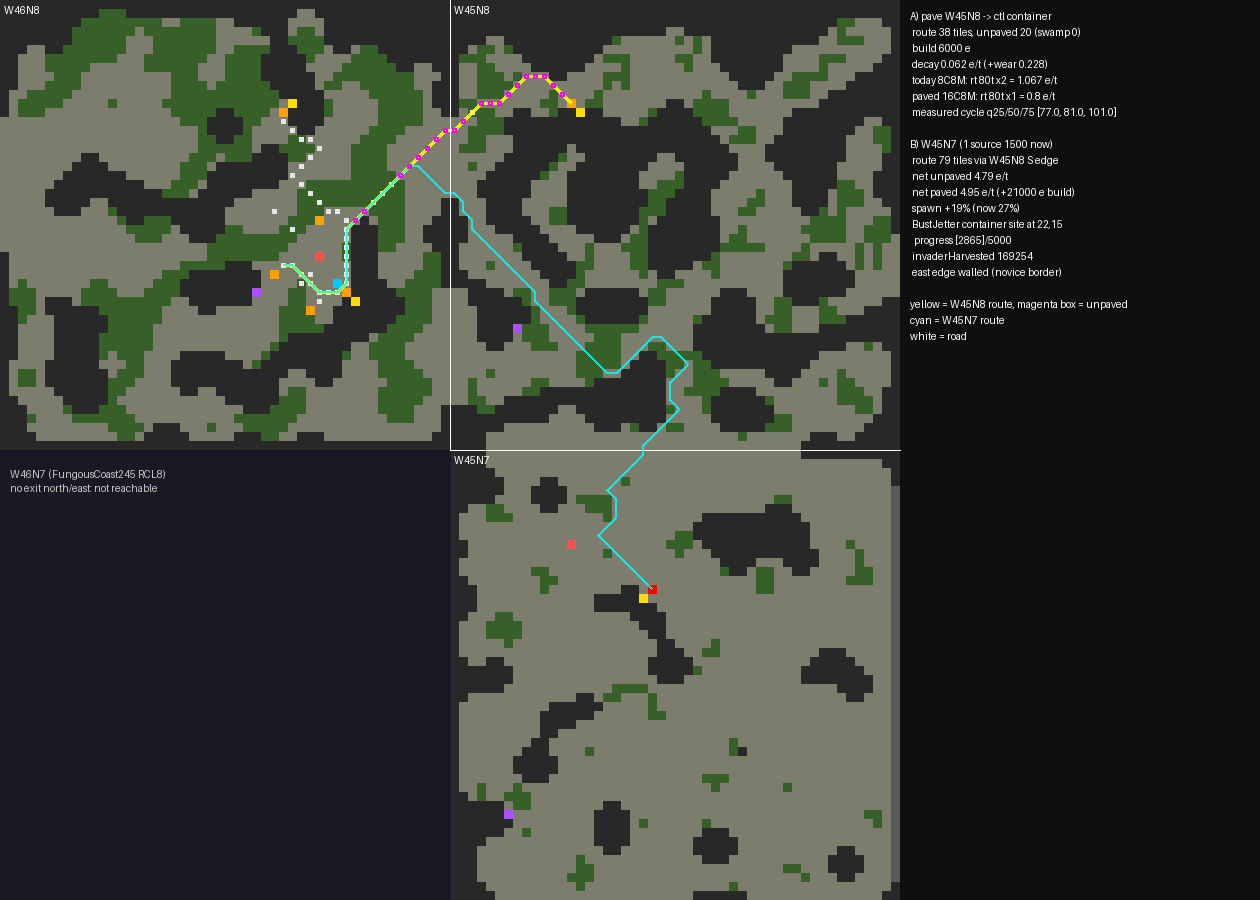 W46N8
W45N8
A) pave W45N8 -> ctl container
route 38 tiles, unpaved 20 (swamp 0)
build 6000 e
decay 0.062 e/t (+wear 0.228)
today 8C8M: rt 80t x2 = 1.067 e/t
paved 16C8M: rt 80t x1 = 0.8 e/t
measured cycle q25/50/75 [77.0, 81.0, 101.0]
B) W45N7 (1 source 1500 now)
route 79 tiles via W45N8 S edge
net unpaved 4.79 e/t
net paved 4.95 e/t (+21000 e build)
spawn +19% (now 27%)
BustJetter container site at 22,15
progress [2865]/5000
invaderHarvested 169254
east edge walled (novice border)
yellow = W45N8 route, magenta box = unpaved
cyan = W45N7 route
white = road
W46N7 (FungousCoast245 RCL8)
no exit north/east: not reachable
W45N7